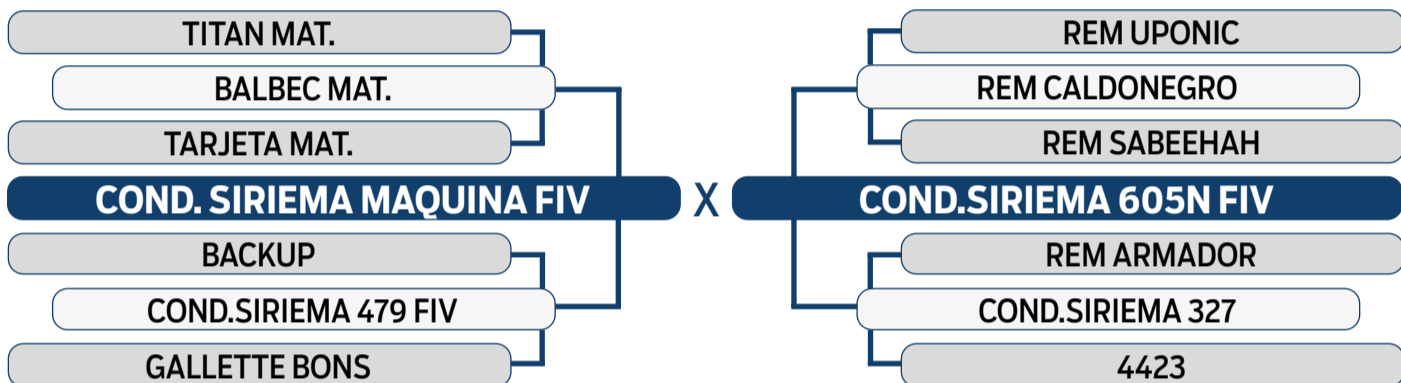 TITAN MAT.
BALBEC MAT.
TARJETA MAT.
COND. SIRIEMA MAQUINA FIV
BACKUP
COND.SIRIEMA 479 FIV
GALLETTE BONS
X
REM UPONIC
REM CALDONEGRO
REM SABEEHAH
COND.SIRIEMA 605N FIV
REM ARMADOR
COND.SIRIEMA 327
4423